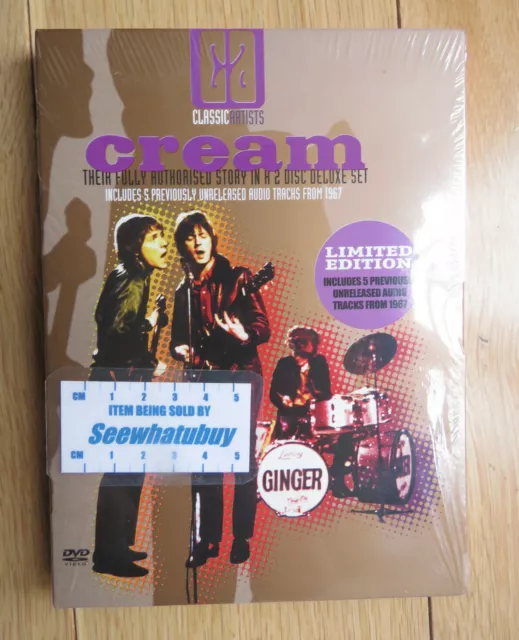 CLASSICARTISTS
cream
THEIR FULLY AUTHORISED STORY IN A 2 DISC DELUXE SET
INCLUDES 5 PREVIOUSLY UNRELEASED AUDIO TRACKS FROM 1967
LIMITED
EDITION
INCLUDES 5 PREVIOUSL
UNRELEASED AUDIO
TRACKS FROM 1967
CM 1 2 3 4 5
ITEM BEING SOLD BY
Seewhatubuy
CM 1 2 3 4 5
Ludwig
GINGER
DVD
VIDEO